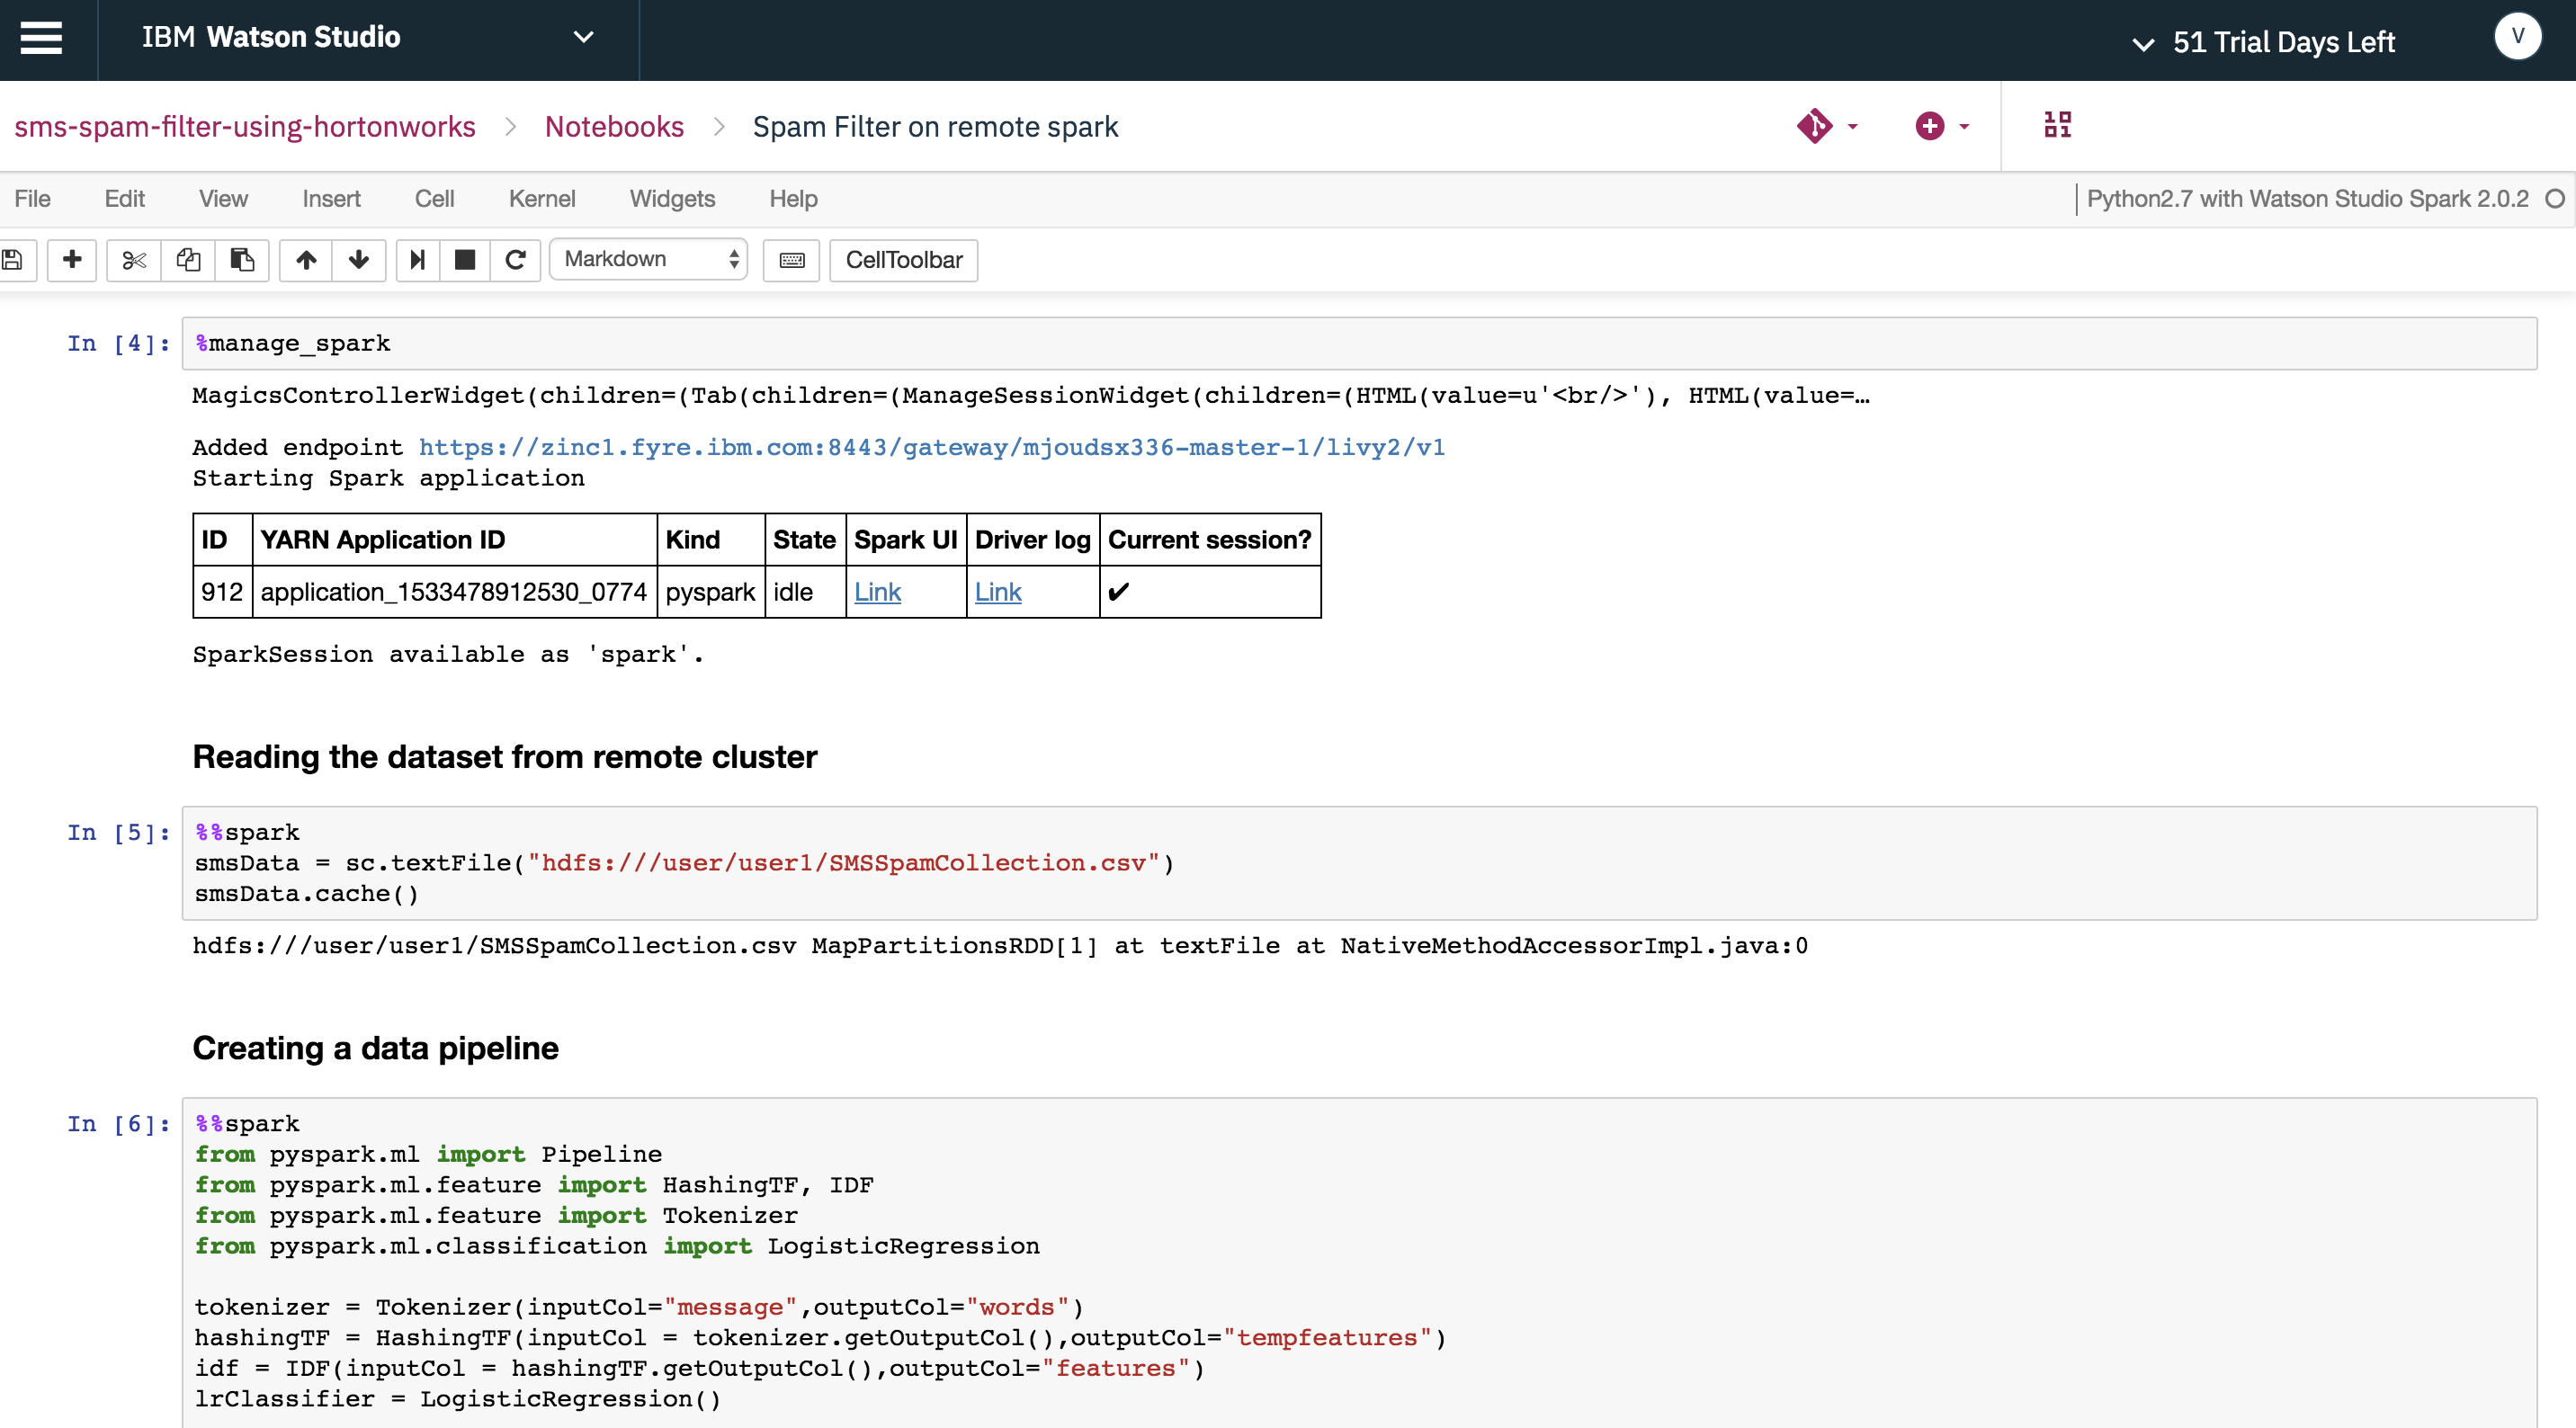 IBM Watson Studio
51 Trial Days Left
V
sms-spam-filter-using-hortonworks > Notebooks > Spam Filter on remote spark
File Edit View Insert Cell Kernel Widgets Help
Python2.7 with Watson Studio Spark 2.0.2
Markdown
CellToolbar
In [4]: %manage_spark
MagicsControllerWidget(children=(Tab(children=(ManageSessionWidget(children=(HTML(value=u'<br/>'), HTML(value=…
Added endpoint https://zinc1.fyre.ibm.com:8443/gateway/mjoudsx336-master-1/livy2/v1
Starting Spark application
ID YARN Application ID Kind State Spark UI Driver log Current session?
912 application_1533478912530_0774 pyspark idle Link Link ✔
SparkSession available as 'spark'.
Reading the dataset from remote cluster
In [5]: %%spark
smsData = sc.textFile("hdfs:///user/user1/SMSSpamCollection.csv")
smsData.cache()
hdfs:///user/user1/SMSSpamCollection.csv MapPartitionsRDD[1] at textFile at NativeMethodAccessorImpl.java:0
Creating a data pipeline
In [6]: %%spark
from pyspark.ml import Pipeline
from pyspark.ml.feature import HashingTF, IDF
from pyspark.ml.feature import Tokenizer
from pyspark.ml.classification import LogisticRegression
tokenizer = Tokenizer(inputCol="message",outputCol="words")
hashingTF = HashingTF(inputCol = tokenizer.getOutputCol(),outputCol="tempfeatures")
idf = IDF(inputCol = hashingTF.getOutputCol(),outputCol="features")
lrClassifier = LogisticRegression()